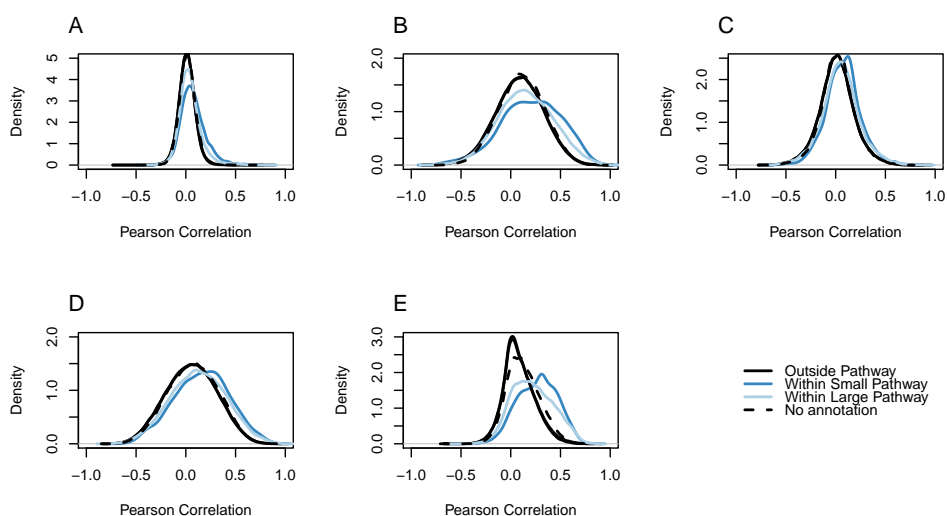 A
B
C
Density
5
4
3
2
1
0
−1.0 −0.5 0.0 0.5 1.0
Pearson Correlation
Density
2.0
1.0
0.0
−1.0 −0.5 0.0 0.5 1.0
Pearson Correlation
Density
2.0
1.0
0.0
−1.0 −0.5 0.0 0.5 1.0
Pearson Correlation
D
E
Density
2.0
1.0
0.0
−1.0 −0.5 0.0 0.5 1.0
Pearson Correlation
Density
3.0
2.0
1.0
0.0
−1.0 −0.5 0.0 0.5 1.0
Pearson Correlation
Outside Pathway
Within Small Pathway
Within Large Pathway
No annotation